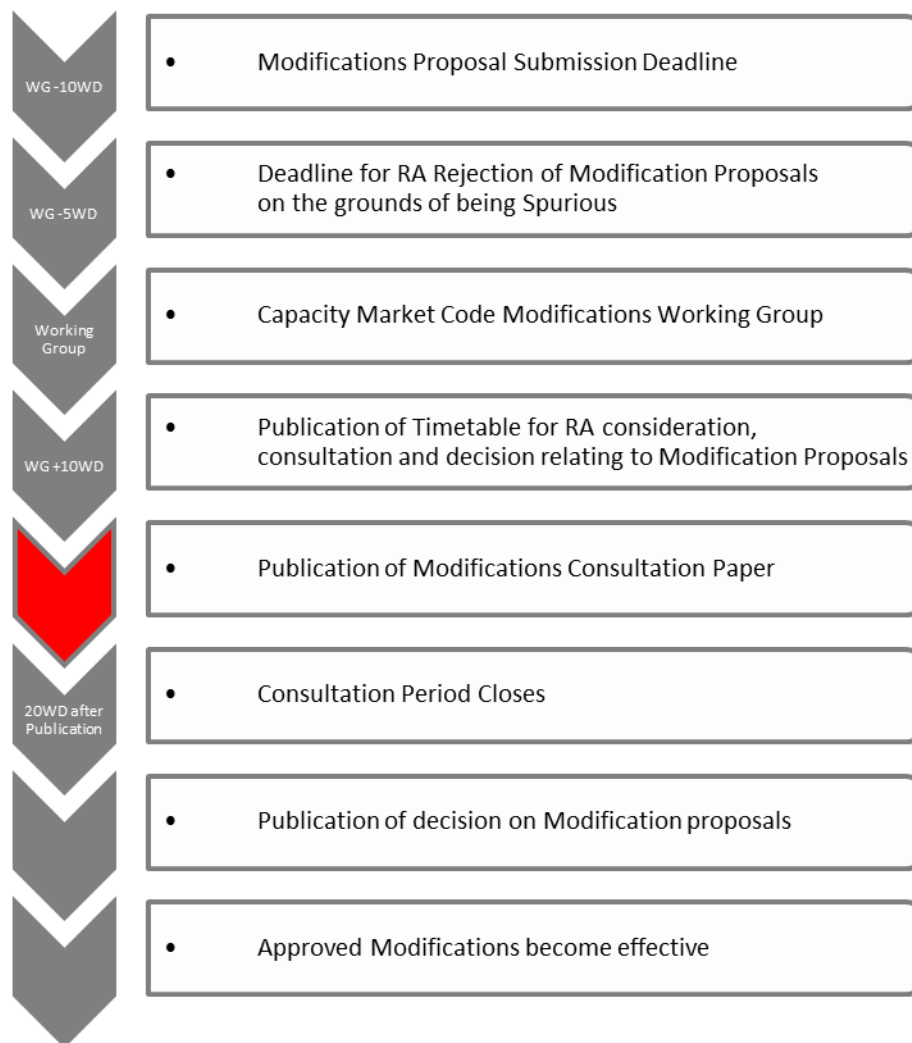 WG-10WD
• Modifications Proposal Submission Deadline
WG-5WD
• Deadline for RA Rejection of Modification Proposals
on the grounds of being Spurious
Working
Group
• Capacity Market Code Modifications Working Group
WG+10WD
• Publication of Timetable for RA consideration,
consultation and decision relating to Modification Proposals
• Publication of Modifications Consultation Paper
20WD after
Publication
• Consultation Period Closes
• Publication of decision on Modification proposals
• Approved Modifications become effective